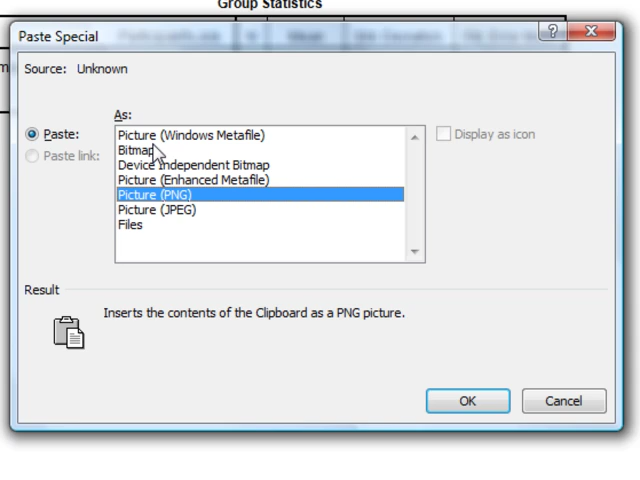 Group Statistics
Paste Special
Source: Unknown
As:
Paste:
Paste link:
Picture (Windows Metafile)
Bitmap
Device Independent Bitmap
Picture (Enhanced Metafile)
Picture (PNG)
Picture (JPEG)
Files
Display as icon
Result
Inserts the contents of the Clipboard as a PNG picture.
OK
Cancel